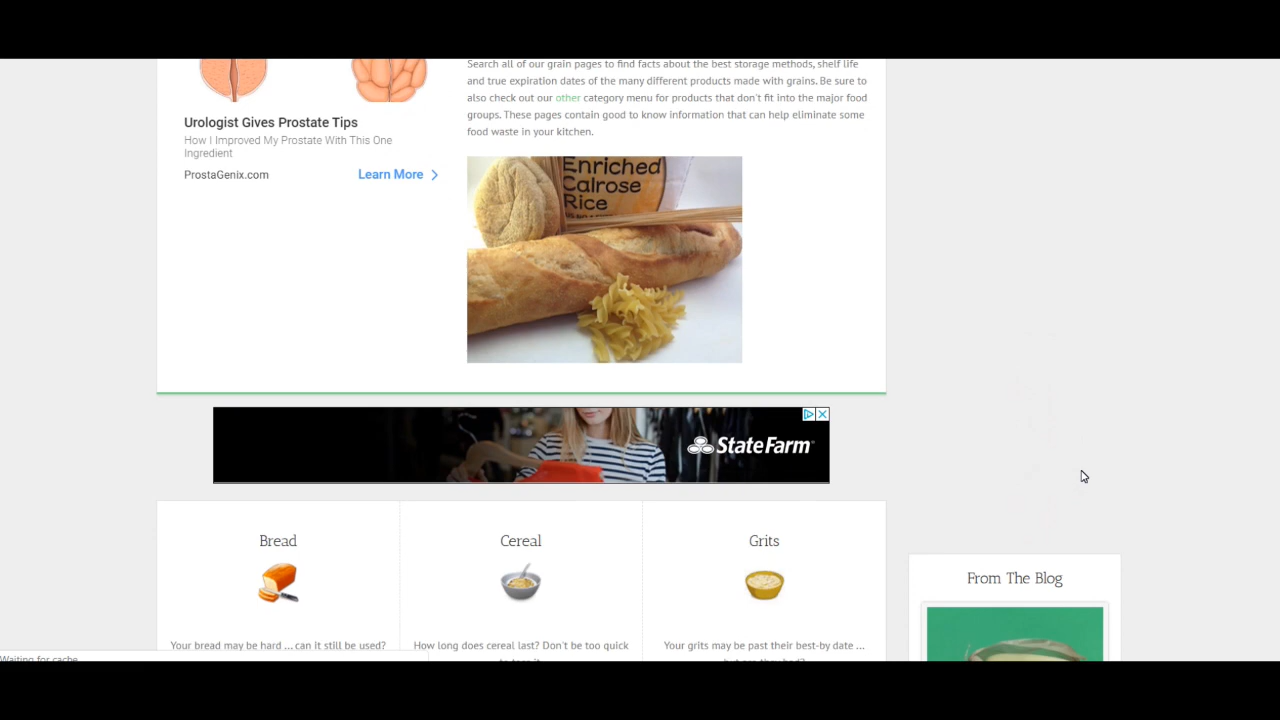 Search all of our grain pages to find facts about the best storage methods, shelf life
and true expiration dates of the many different products made with grains. Be sure to
also check out our other category menu for products that don't fit into the major food
groups. These pages contain good to know information that can help eliminate some
food waste in your kitchen.
Urologist Gives Prostate Tips
How I Improved My Prostate With This One
Ingredient
ProstaGenix.com
Learn More
Enriched
Calrose
Rice
StateFarm
Bread
Cereal
Grits
From The Blog
Your bread may be hard ... can it still be used?
How long does cereal last? Don't be too quick
Your grits may be past their best-by date ...
Waiting for cache